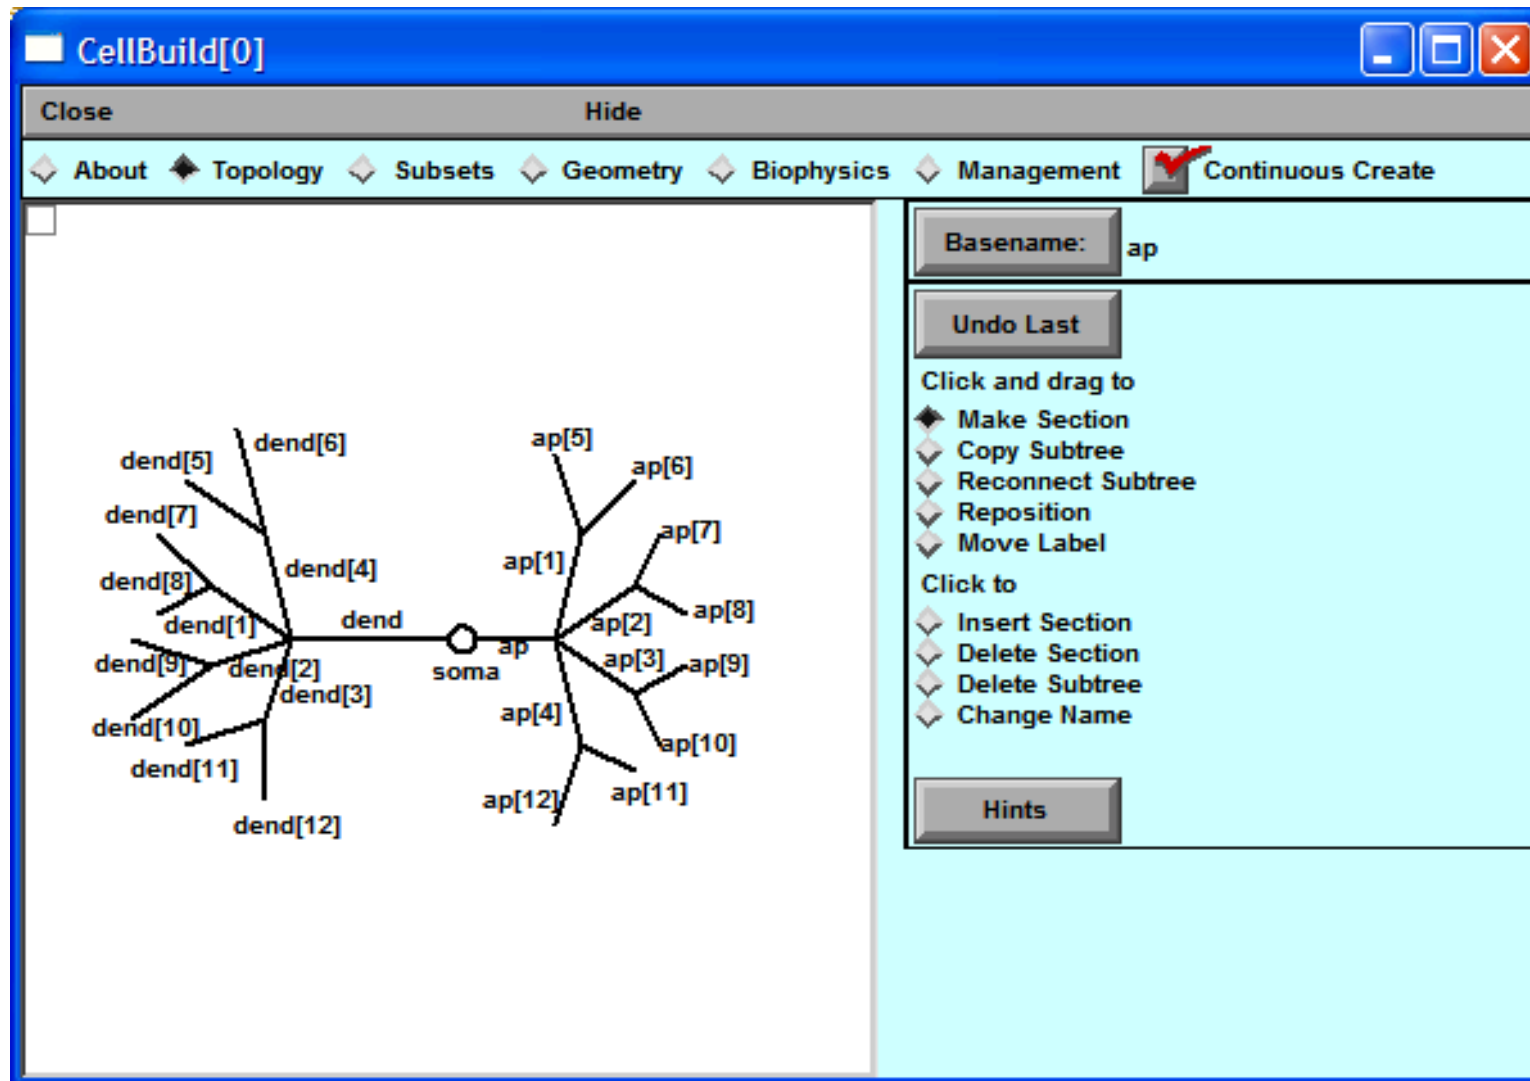 CellBuild[0]
Close Hide
About Topology Subsets Geometry Biophysics Management Continuous Create
Basename: ap
Undo Last
Click and drag to
Make Section
Copy Subtree
Reconnect Subtree
Reposition
Move Label
Click to
Insert Section
Delete Section
Delete Subtree
Change Name
Hints
dend[6]
dend[5]
dend[7]
dend[4]
dend[8]
dend[1]
dend
dend[9]
dend[2]
dend[3]
dend[10]
dend[11]
dend[12]
soma
ap
ap[5]
ap[6]
ap[7]
ap[1]
ap[8]
ap[2]
ap[3]
ap[9]
ap[4]
ap[10]
ap[12]
ap[11]